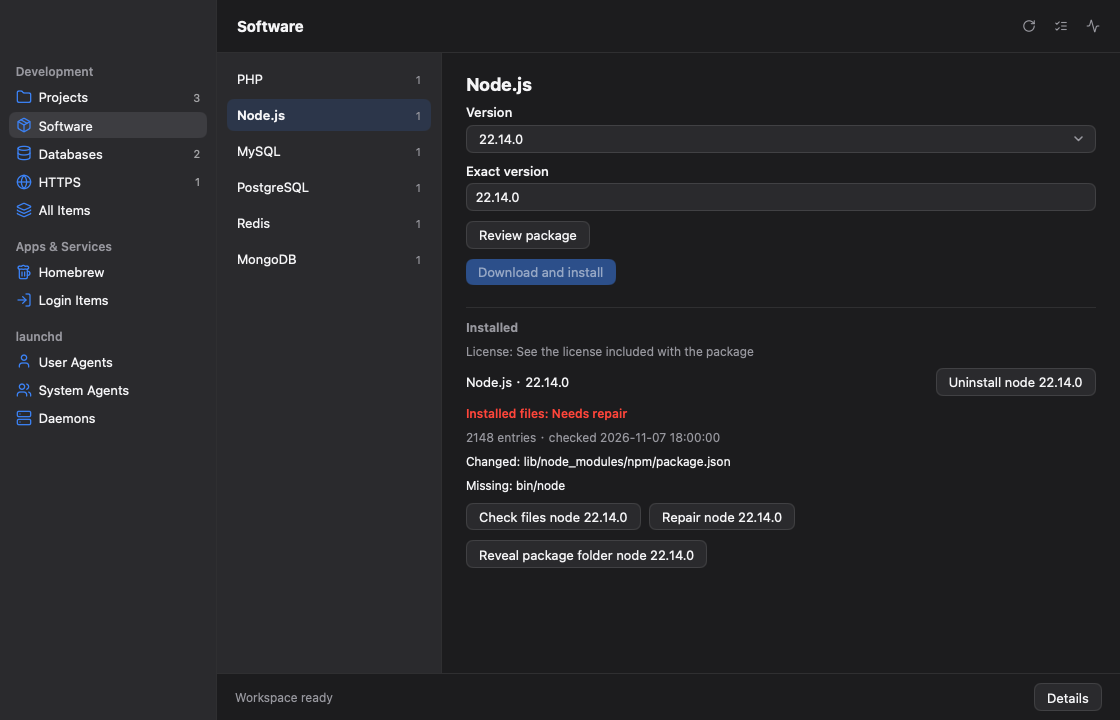 Software
Development
Projects 3
Software
Databases 2
HTTPS 1
All Items
Apps & Services
Homebrew
Login Items
launchd
User Agents
System Agents
Daemons
PHP 1
Node.js 1
MySQL 1
PostgreSQL 1
Redis 1
MongoDB 1
Node.js
Version
22.14.0
Exact version
22.14.0
Review package
Download and install
Installed
License: See the license included with the package
Node.js · 22.14.0 Uninstall node 22.14.0
Installed files: Needs repair
2148 entries · checked 2026-11-07 18:00:00
Changed: lib/node_modules/npm/package.json
Missing: bin/node
Check files node 22.14.0 Repair node 22.14.0
Reveal package folder node 22.14.0
Workspace ready Details